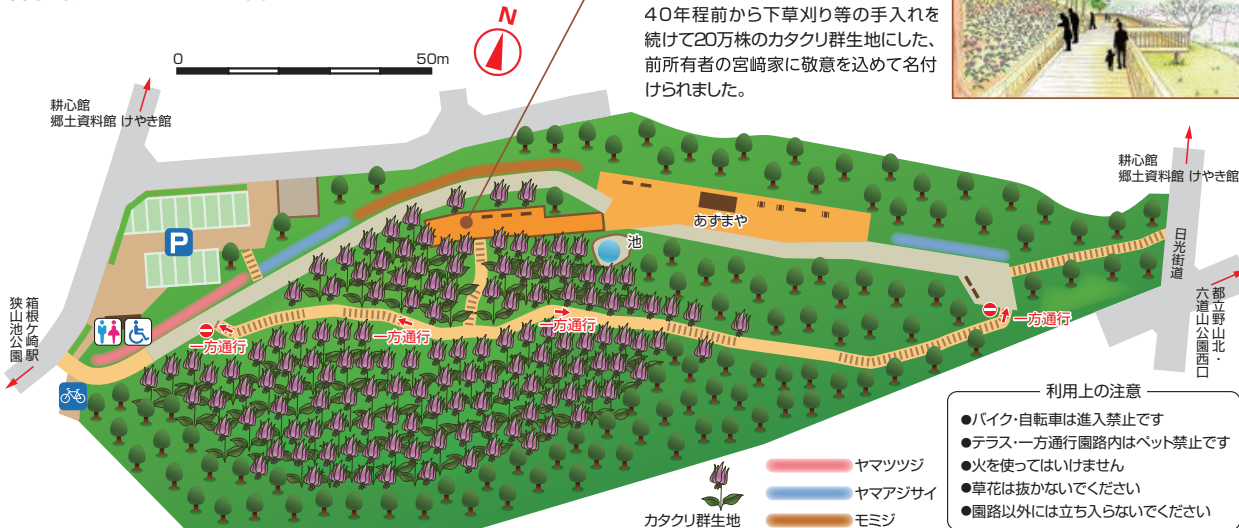 40年程前から下草刈り等の手入れを
続けて20万株のカタクリ群生地にした、
前所有者の宮﨑家に敬意を込めて名付
けられました。
N
0 50m
耕心館
郷土資料館 けやき館
耕心館
郷土資料館 けやき館
あずまや
池
P
日光街道
都立野山北・
六道山公園西口
箱根ケ崎駅
狭山池公園
一方通行
一方通行
一方通行
一方通行
利用上の注意
●バイク・自転車は進入禁止です
●テラス・一方通行園路内はペット禁止です
●火を使ってはいけません
●草花は抜かないでください
●園路以外には立ち入らないでください
カタクリ群生地
ヤマツツジ
ヤマアジサイ
モミジ